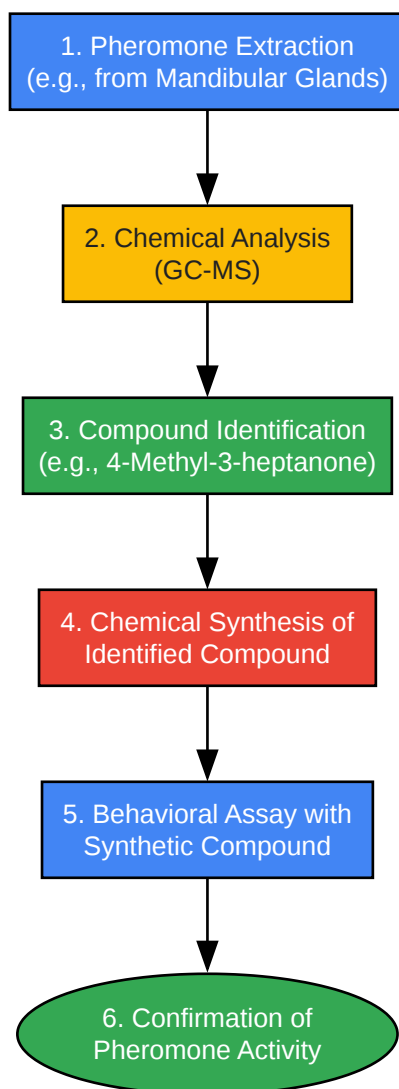 1. Pheromone Extraction
(e.g., from Mandibular Glands)
2. Chemical Analysis
(GC-MS)
3. Compound Identification
(e.g., 4-Methyl-3-heptanone)
4. Chemical Synthesis of
Identified Compound
5. Behavioral Assay with
Synthetic Compound
6. Confirmation of
Pheromone Activity